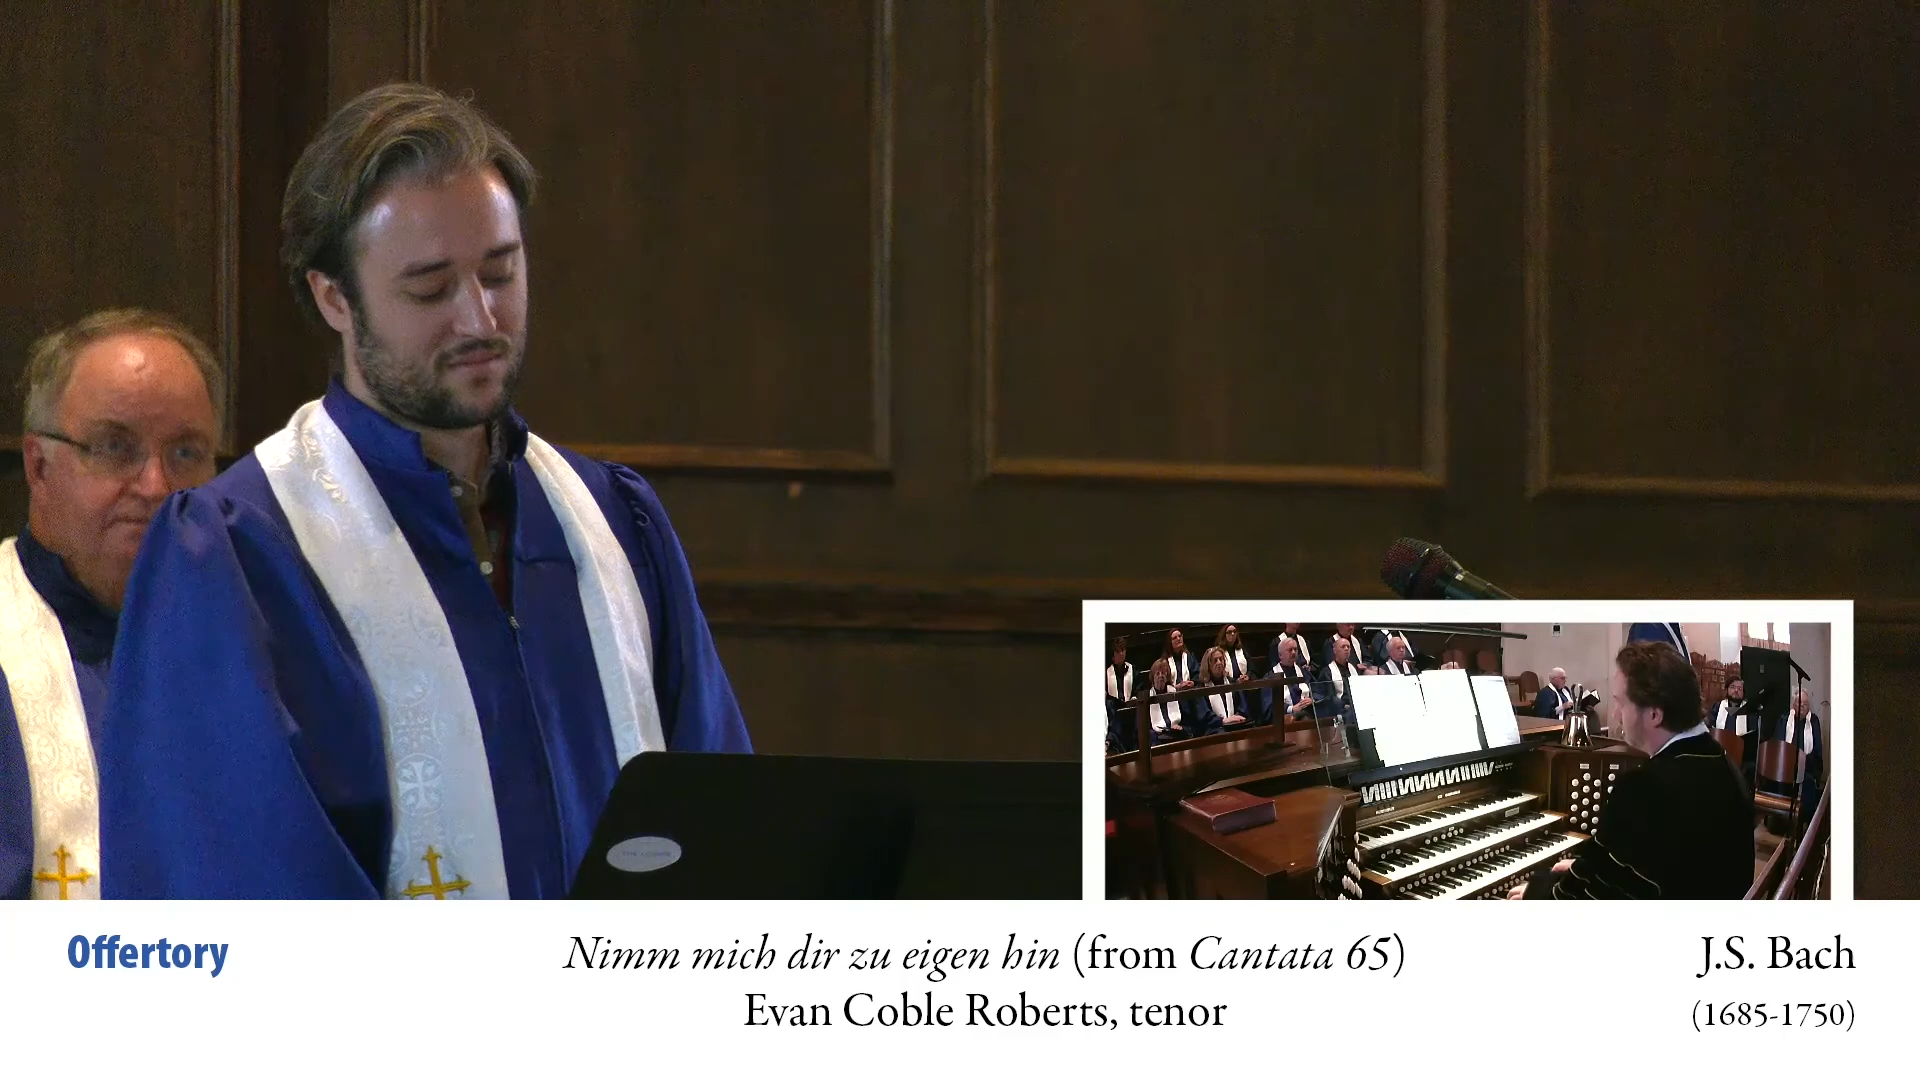 Offertory
Nimm mich dir zu eigen hin (from Cantata 65)
J.S. Bach
Evan Coble Roberts, tenor
(1685-1750)